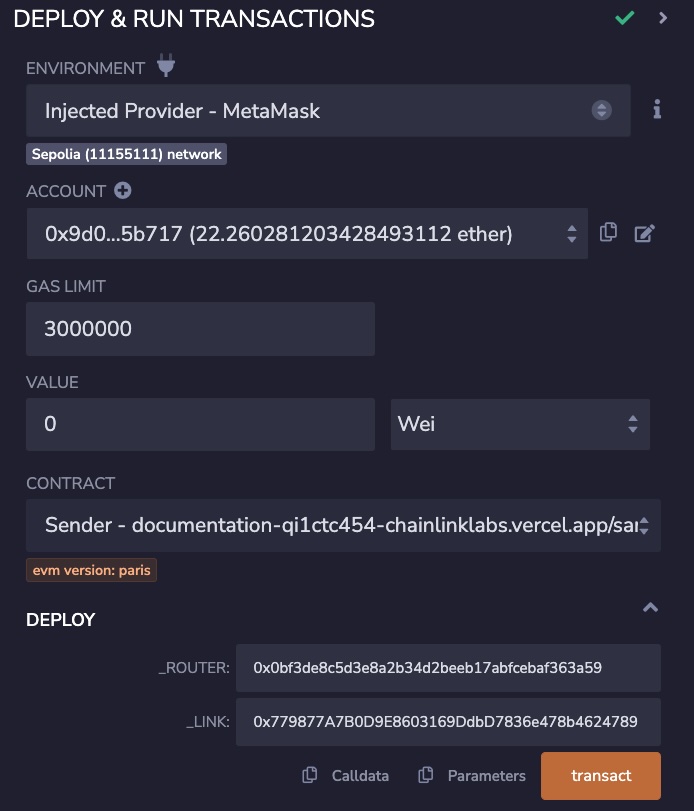 DEPLOY & RUN TRANSACTIONS
ENVIRONMENT
Injected Provider - MetaMask
Sepolia (11155111) network
ACCOUNT
0x9d0...5b717 (22.260281203428493112 ether)
GAS LIMIT
3000000
VALUE
0 Wei
CONTRACT
Sender - documentation-qi1ctc454-chainlinklabs.vercel.app/sar
evm version: paris
DEPLOY
_ROUTER: 0x0bf3de8c5d3e8a2b34d2beeb17abfcebaf363a59
_LINK: 0x779877A7B0D9E8603169DdbD7836e478b4624789
Calldata Parameters transact